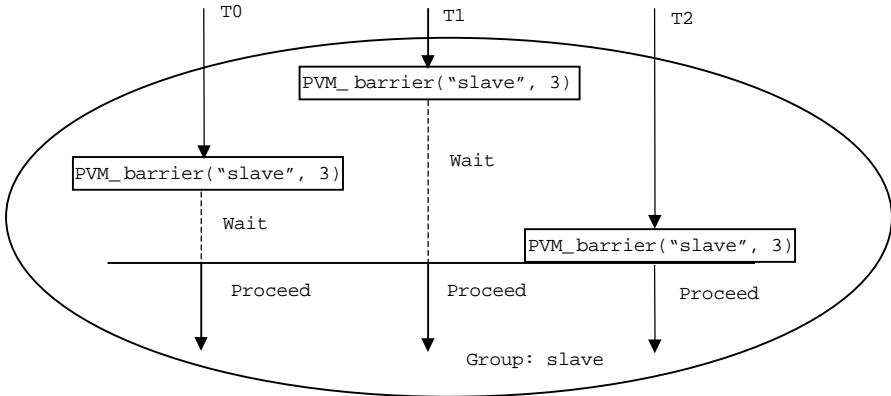 T0
T1
T2
PVM_ barrier(“slave”, 3)
Wait
PVM_barrier(“slave”, 3)
Wait
PVM_barrier(“slave”, 3)
Proceed
Proceed
Proceed
Group: slave